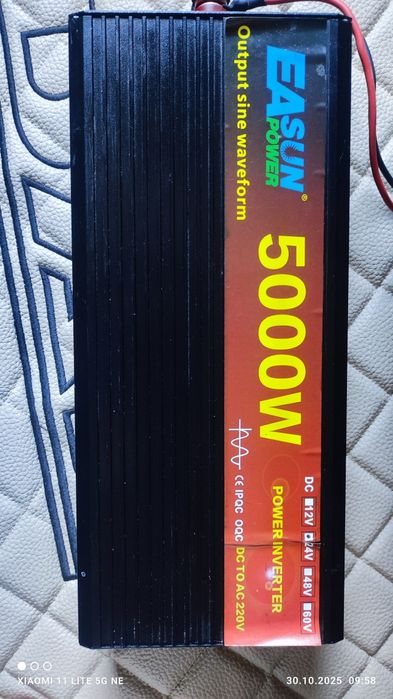 EASUN®
POWER
Output sine waveform
5000W
POWER INVERTER
DC 12V 24V 48V 60V
CE IPQC OQC DC TO AC 220V
XIAOMI 11 LITE 5G NE
30.10.2025 09:58